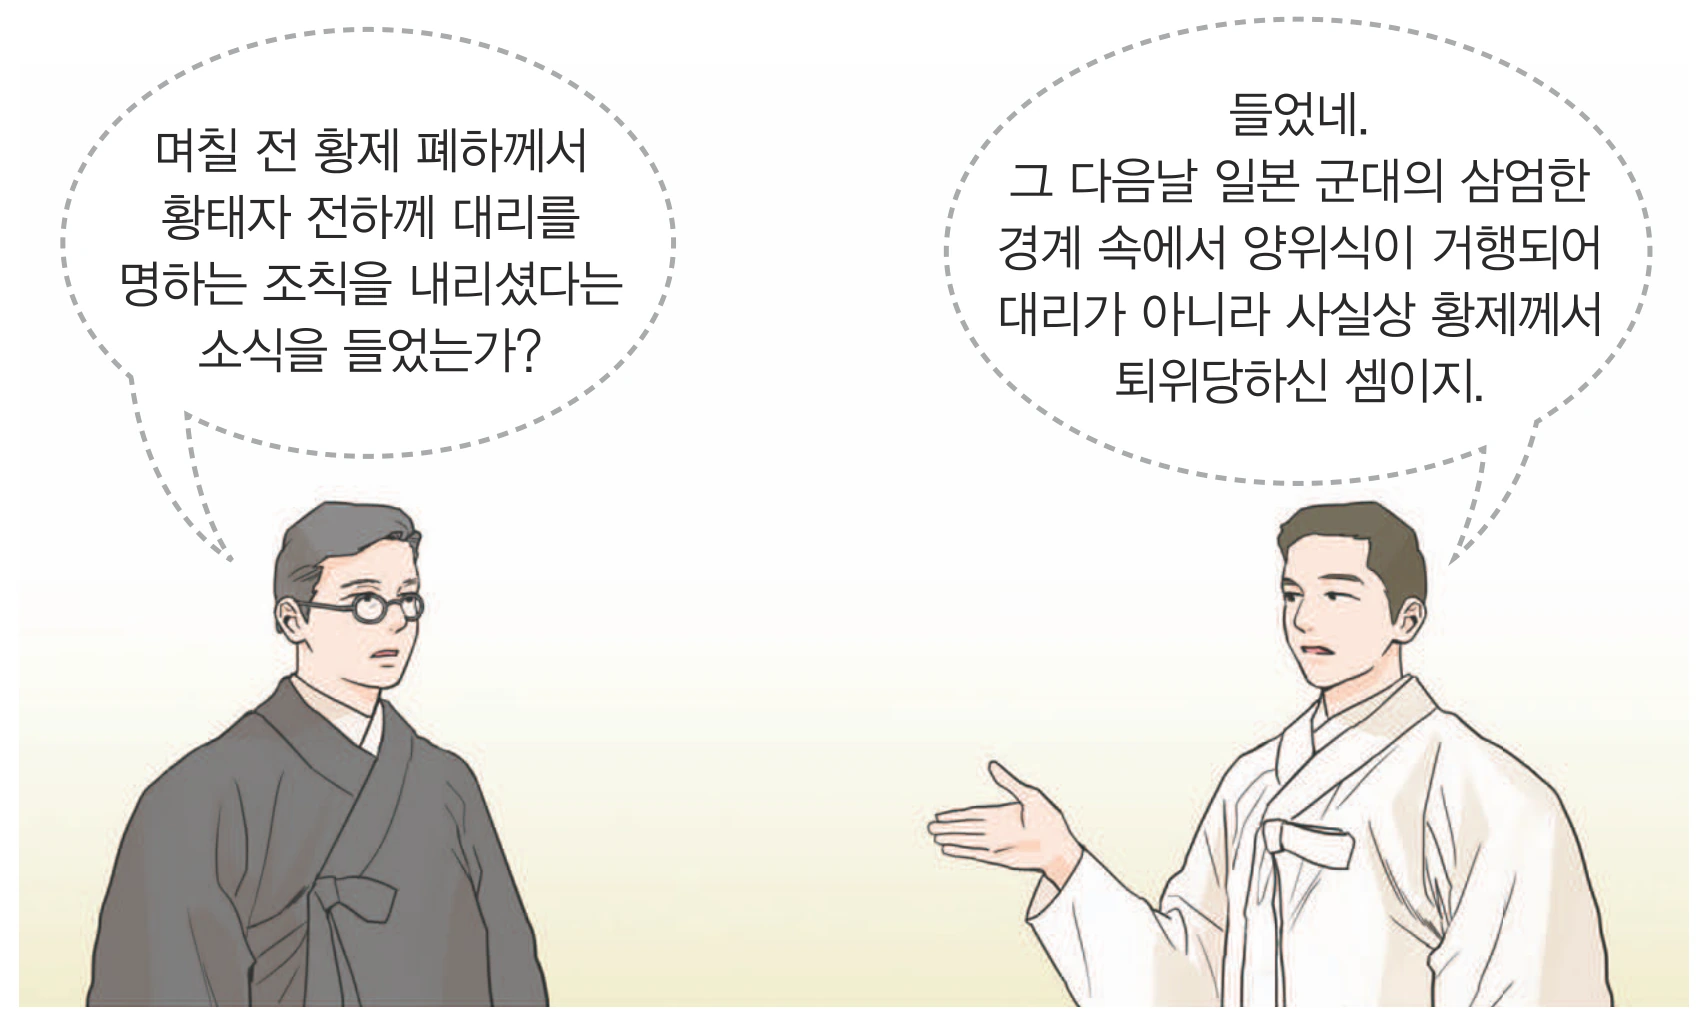 며칠 전 황제 폐하께서
황태자 전하께 대리를
명하는 조칙을 내리셨다는
소식을 들었는가?
들었네.
그 다음날 일본 군대의 삼엄한
경계 속에서 양위식이 거행되어
대리가 아니라 사실상 황제께서
퇴위당하신 셈이지.